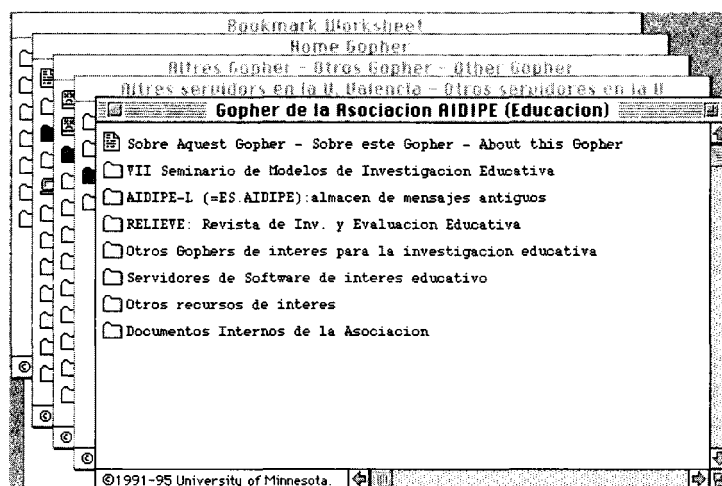 Bookmark Worksheet
Home Gopher
Altres Gopher - Otros Gopher - Other Gopher
Altres servidors en la U. Valencia - Otros servidores en la U
Gopher de la Asociacion AIDIPE (Educacion)
Sobre Aquest Gopher - Sobre este Gopher - About this Gopher
VII Seminario de Modelos de Investigacion Educativa
AIDIPE-L (=ES.AIDIPE):almacen de mensajes antiguos
RELIEVE: Revista de Inv. y Evaluacion Educativa
Otros Gophers de interes para la investigacion educativa
Servidores de Software de interes educativo
Otros recursos de interes
Documentos Internos de la Asociacion
©
©
©
©
©1991-95 University of Minnesota.